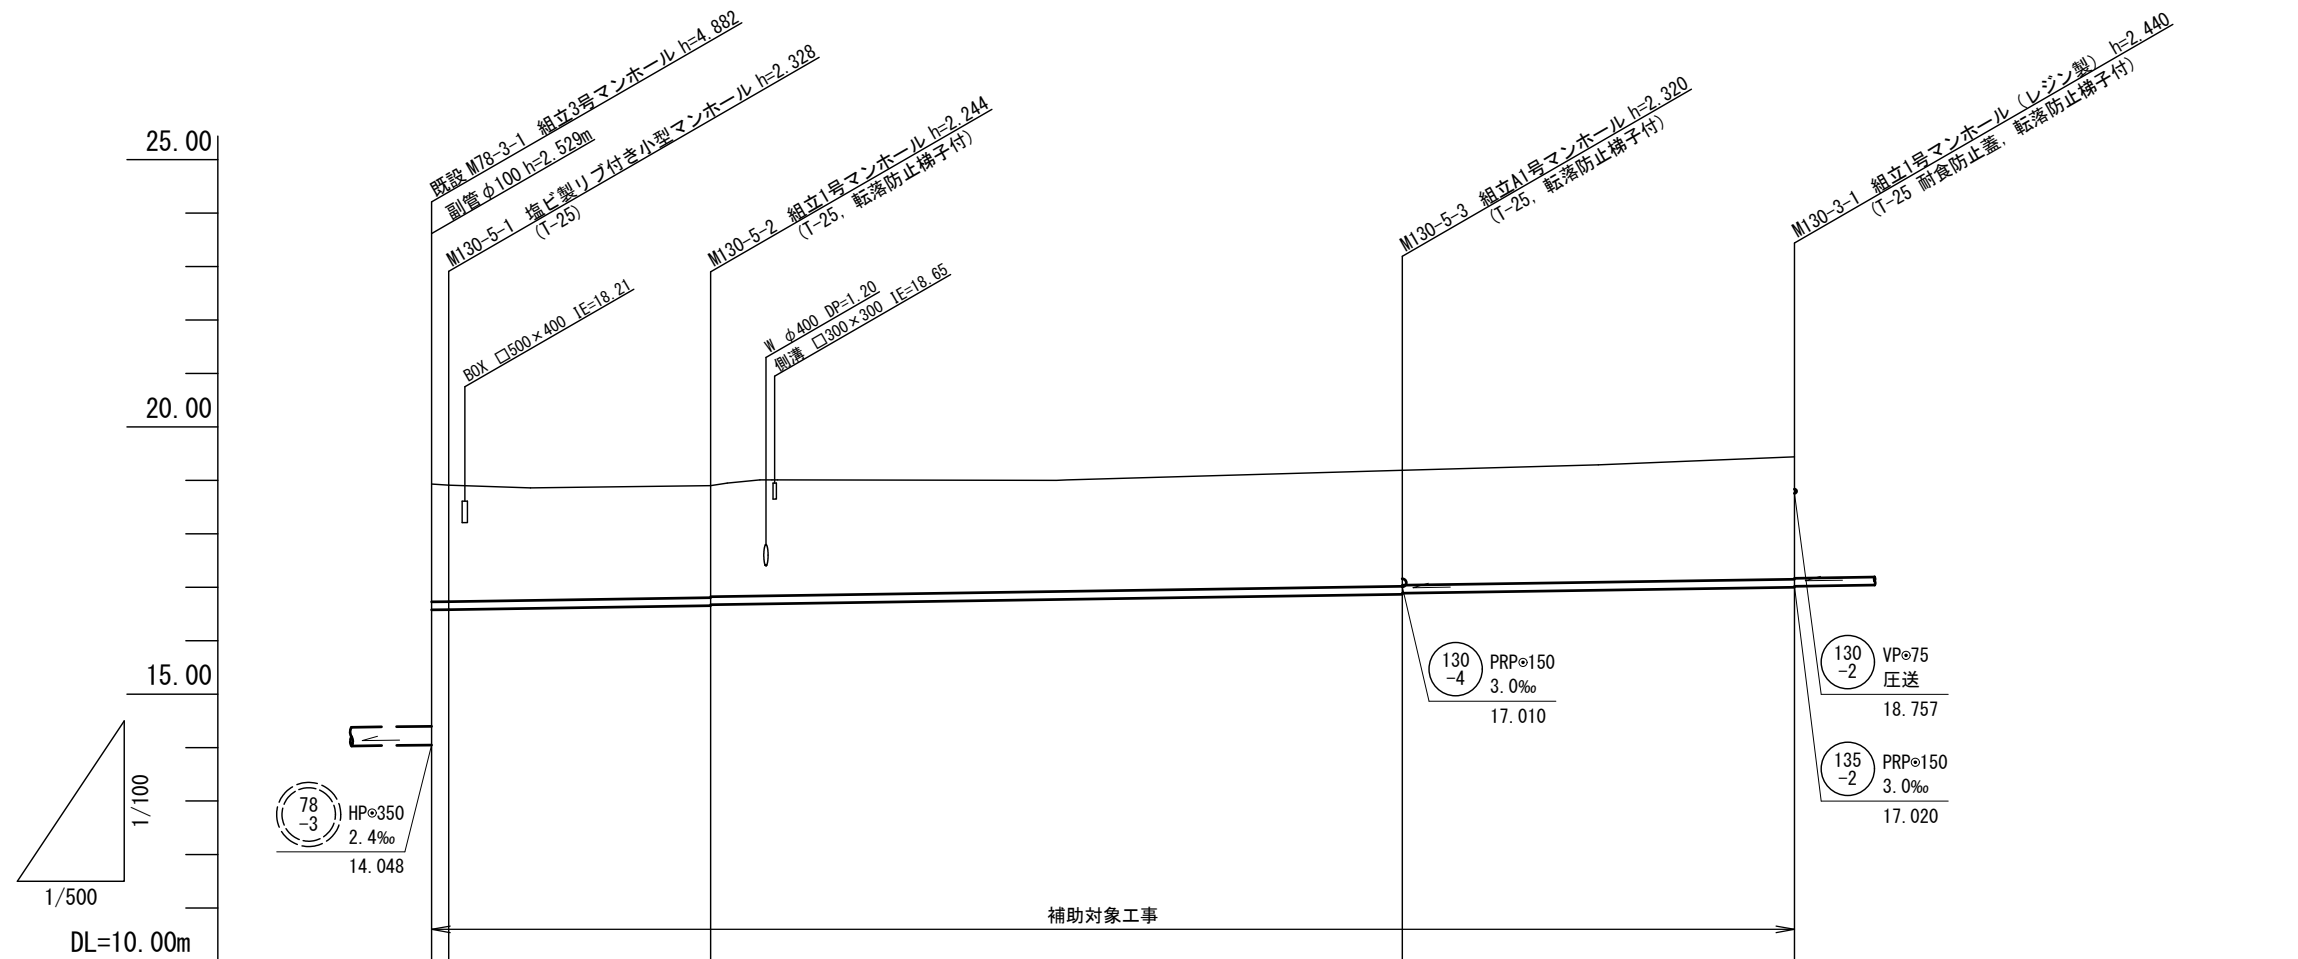 既設 M78-3-1　組立3号マンホール h=4.882
副管φ100 h=2.529m
M130-5-1　塩ビ製リブ付き小型マンホール h=2.328
(T-25)
M130-5-2　組立1号マンホール h=2.244
(T-25, 転落防止梯子付)
M130-5-3　組立A1号マンホール h=2.320
(T-25, 転落防止梯子付)
M130-3-1　組立1号マンホール（レジン製） h=2.440
(T-25 耐食防止蓋, 転落防止梯子付)
BOX □500×400 IE=18.21
W φ400 DP=1.20
側溝 □300×300 IE=18.65
25.00
20.00
15.00
DL=10.00m
1/100
1/500
78
-3
HP⊙350
2.4‰
14.048
130
-4
PRP⊙150
3.0‰
17.010
130
-2
VP⊙75
圧送
18.757
135
-2
PRP⊙150
3.0‰
17.020
補助対象工事